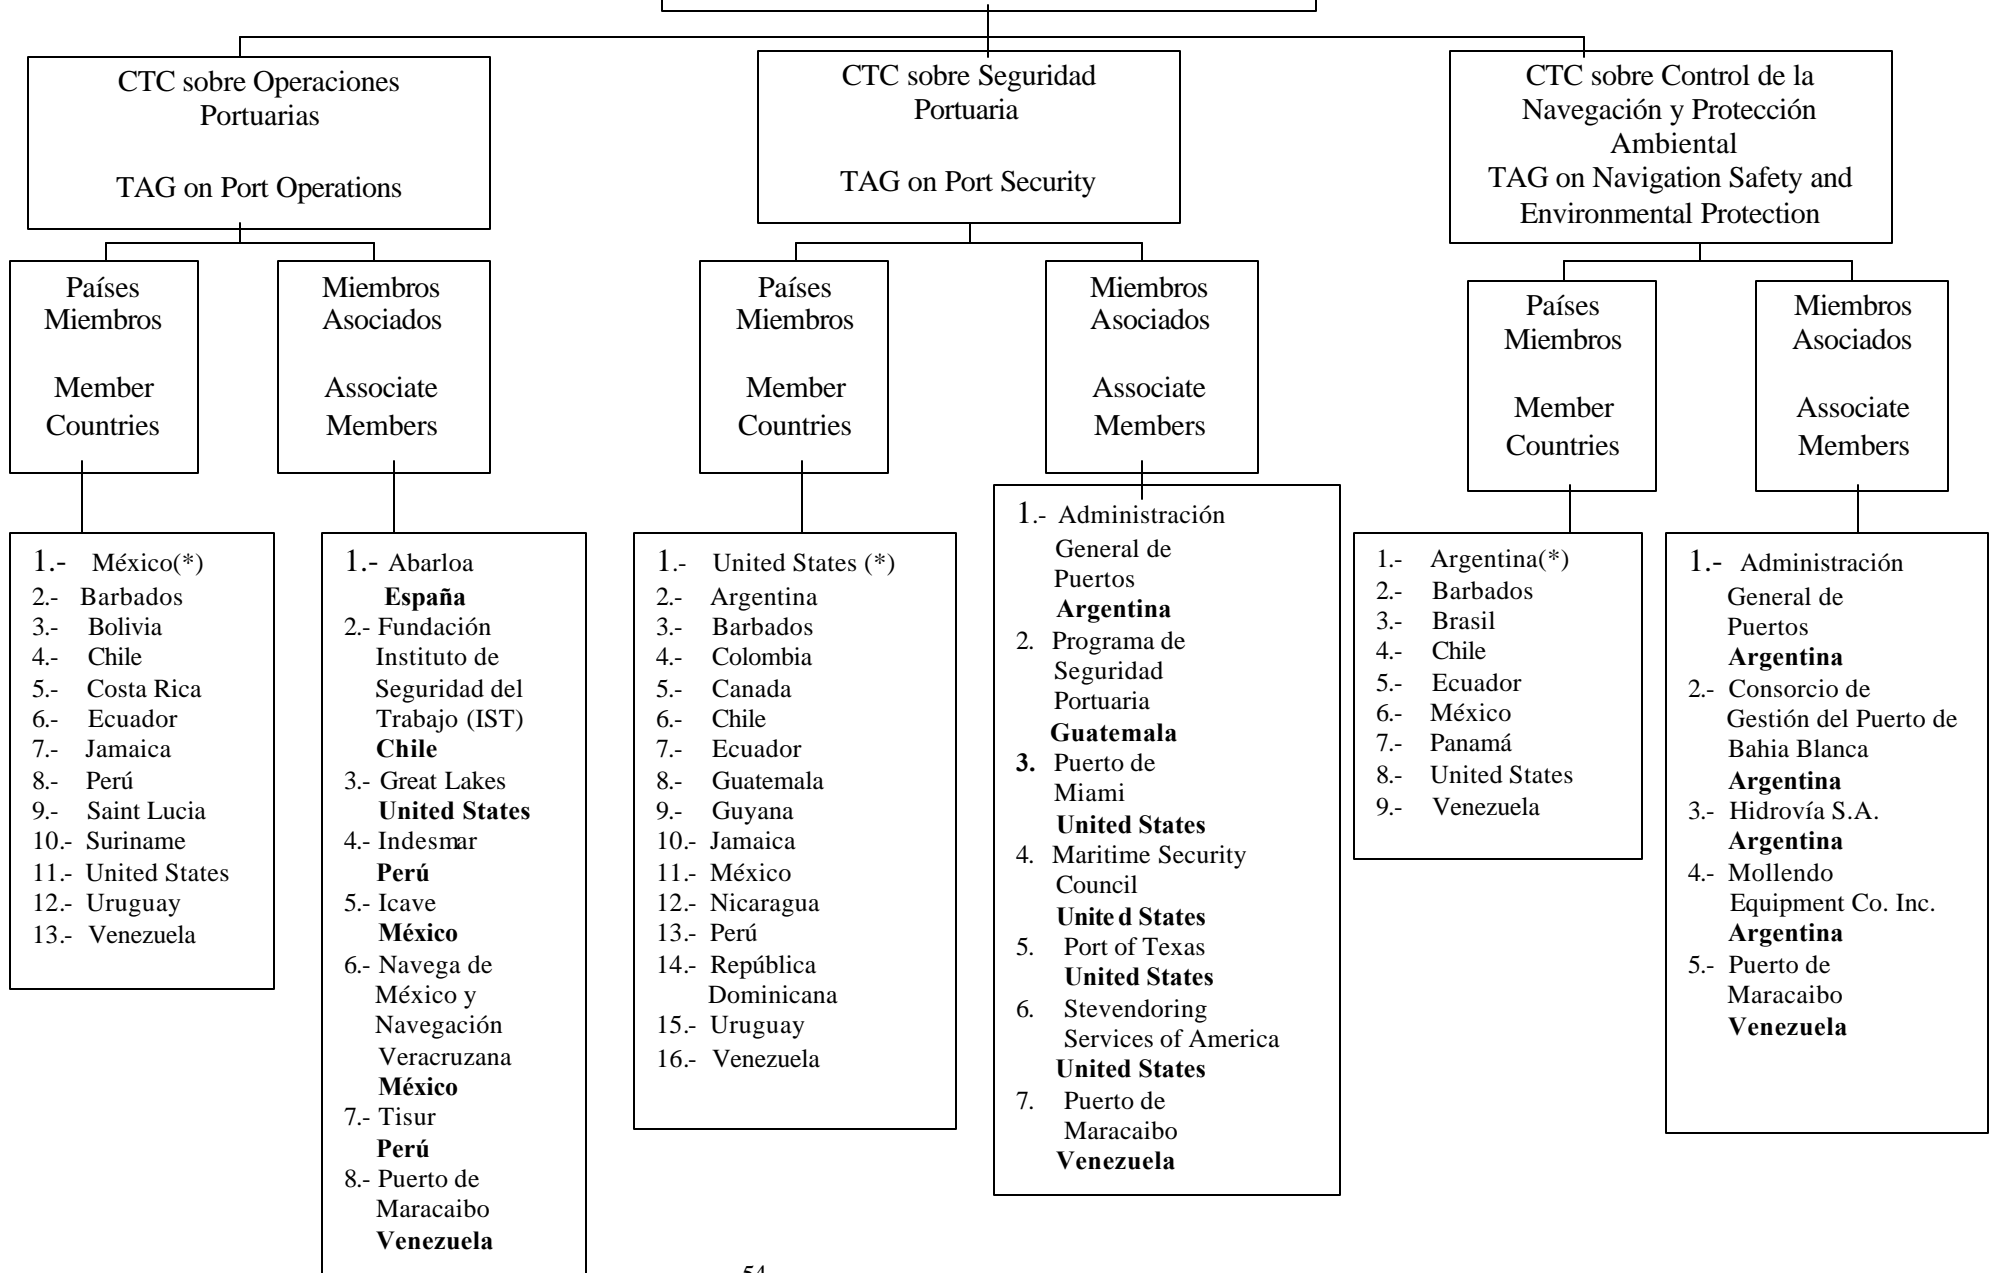 CTC sobre Operaciones
Portuarias
TAG on Port Operations
CTC sobre Seguridad
Portuaria
TAG on Port Security
CTC sobre Control de la
Navegación y Protección
Ambiental
TAG on Navigation Safety and
Environmental Protection
Países
Miembros
Member
Countries
Miembros
Asociados
Associate
Members
Países
Miembros
Member
Countries
Miembros
Asociados
Associate
Members
Países
Miembros
Member
Countries
Miembros
Asociados
Associate
Members
1.- México(*)
2.- Barbados
3.- Bolivia
4.- Chile
5.- Costa Rica
6.- Ecuador
7.- Jamaica
8.- Perú
9.- Saint Lucia
10.- Suriname
11.- United States
12.- Uruguay
13.- Venezuela
1.- Abarloa
España
2.- Fundación
Instituto de
Seguridad del
Trabajo (IST)
Chile
3.- Great Lakes
United States
4.- Indesmar
Perú
5.- Icave
México
6.- Navega de
México y
Navegación
Veracruzana
México
7.- Tisur
Perú
8.- Puerto de
Maracaibo
Venezuela
1.- United States (*)
2.- Argentina
3.- Barbados
4.- Colombia
5.- Canada
6.- Chile
7.- Ecuador
8.- Guatemala
9.- Guyana
10.- Jamaica
11.- México
12.- Nicaragua
13.- Perú
14.- República
Dominicana
15.- Uruguay
16.- Venezuela
1.- Administración
General de
Puertos
Argentina
2. Programa de
Seguridad
Portuaria
Guatemala
3. Puerto de
Miami
United States
4. Maritime Security
Council
United States
5. Port of Texas
United States
6. Stevendoring
Services of America
United States
7. Puerto de
Maracaibo
Venezuela
1.- Argentina(*)
2.- Barbados
3.- Brasil
4.- Chile
5.- Ecuador
6.- México
7.- Panamá
8.- United States
9.- Venezuela
1.- Administración
General de
Puertos
Argentina
2.- Consorcio de
Gestión del Puerto de
Bahia Blanca
Argentina
3.- Hidrovía S.A.
Argentina
4.- Mollendo
Equipment Co. Inc.
Argentina
5.- Puerto de
Maracaibo
Venezuela
54